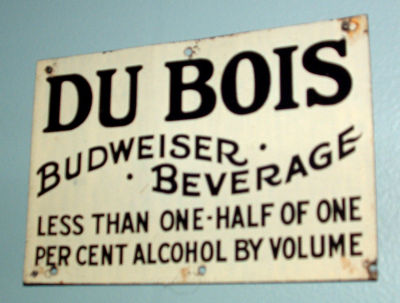 DU BOIS
BUDWEISER ·
· BEVERAGE
LESS THAN ONE-HALF OF ONE
PER CENT ALCOHOL BY VOLUME